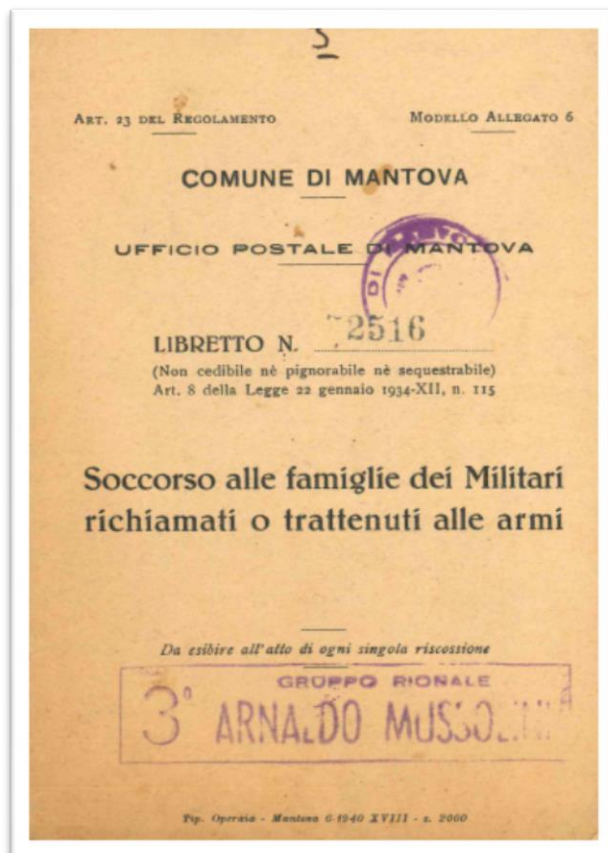 5
ART. 23 DEL REGOLAMENTO MODELLO ALLEGATO 6
COMUNE DI MANTOVA
UFFICIO POSTALE DI MANTOVA
DI
LIBRETTO N. 2516
(Non cedibile nè pignorabile nè sequestrabile)
Art. 8 della Legge 22 gennaio 1934-XII, n. 115
Soccorso alle famiglie dei Militari
richiamati o trattenuti alle armi
Da esibire all'atto di ogni singola riscossione
GRUPPO RIONALE
3° ARNALDO MUSSOLINI
Tip. Operaia - Mantova 6-1940 XVIII - c. 2000